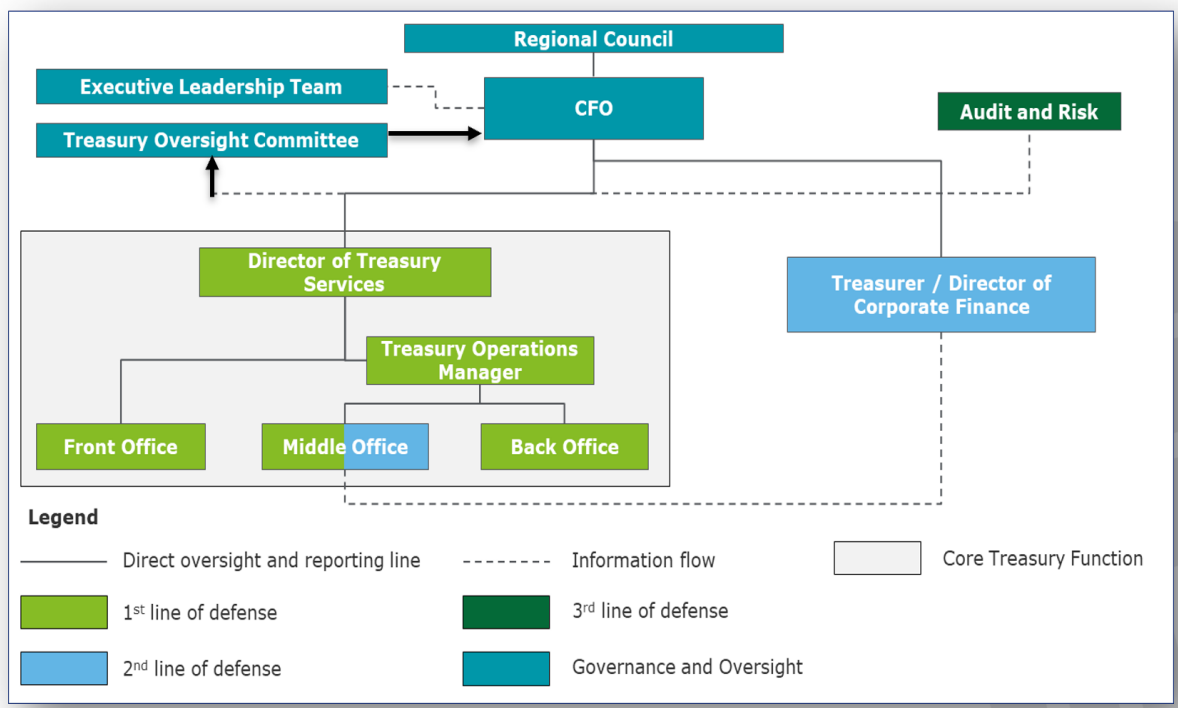 Regional Council
Executive Leadership Team
CFO
Audit and Risk
Treasury Oversight Committee
Director of Treasury
Services
Treasurer / Director of
Corporate Finance
Treasury Operations
Manager
Front Office
Middle Office
Back Office
Legend
Direct oversight and reporting line
Information flow
Core Treasury Function
1st line of defense
3rd line of defense
2nd line of defense
Governance and Oversight